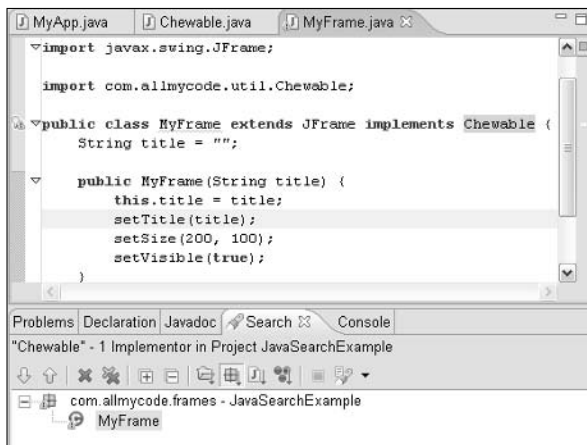 MyApp.java Chewable.java MyFrame.java
import javax.swing.JFrame;
import com.allmycode.util.Chewable;
public class MyFrame extends JFrame implements Chewable {
String title = "";
public MyFrame(String title) {
this.title = title;
setTitle(title);
setSize(200, 100);
setVisible(true);
}
Problems Declaration Javadoc Search Console
"Chewable" - 1 Implementor in Project JavaSearchExample
com.allmycode.frames - JavaSearchExample
MyFrame